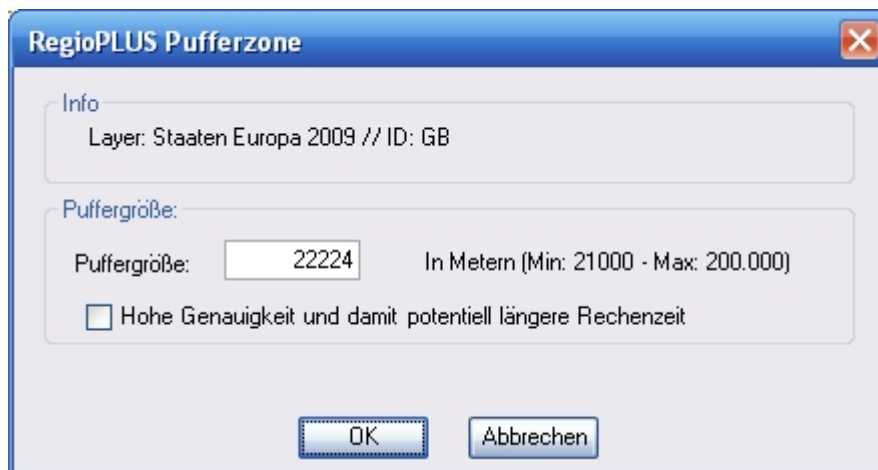 RegioPLUS Pufferzone
Info
Layer: Staaten Europa 2009 // ID: GB
Puffergröße:
Puffergröße: 22224 In Metern (Min: 21000 - Max: 200.000)
Hohe Genauigkeit und damit potentiell längere Rechenzeit
OK Abbrechen